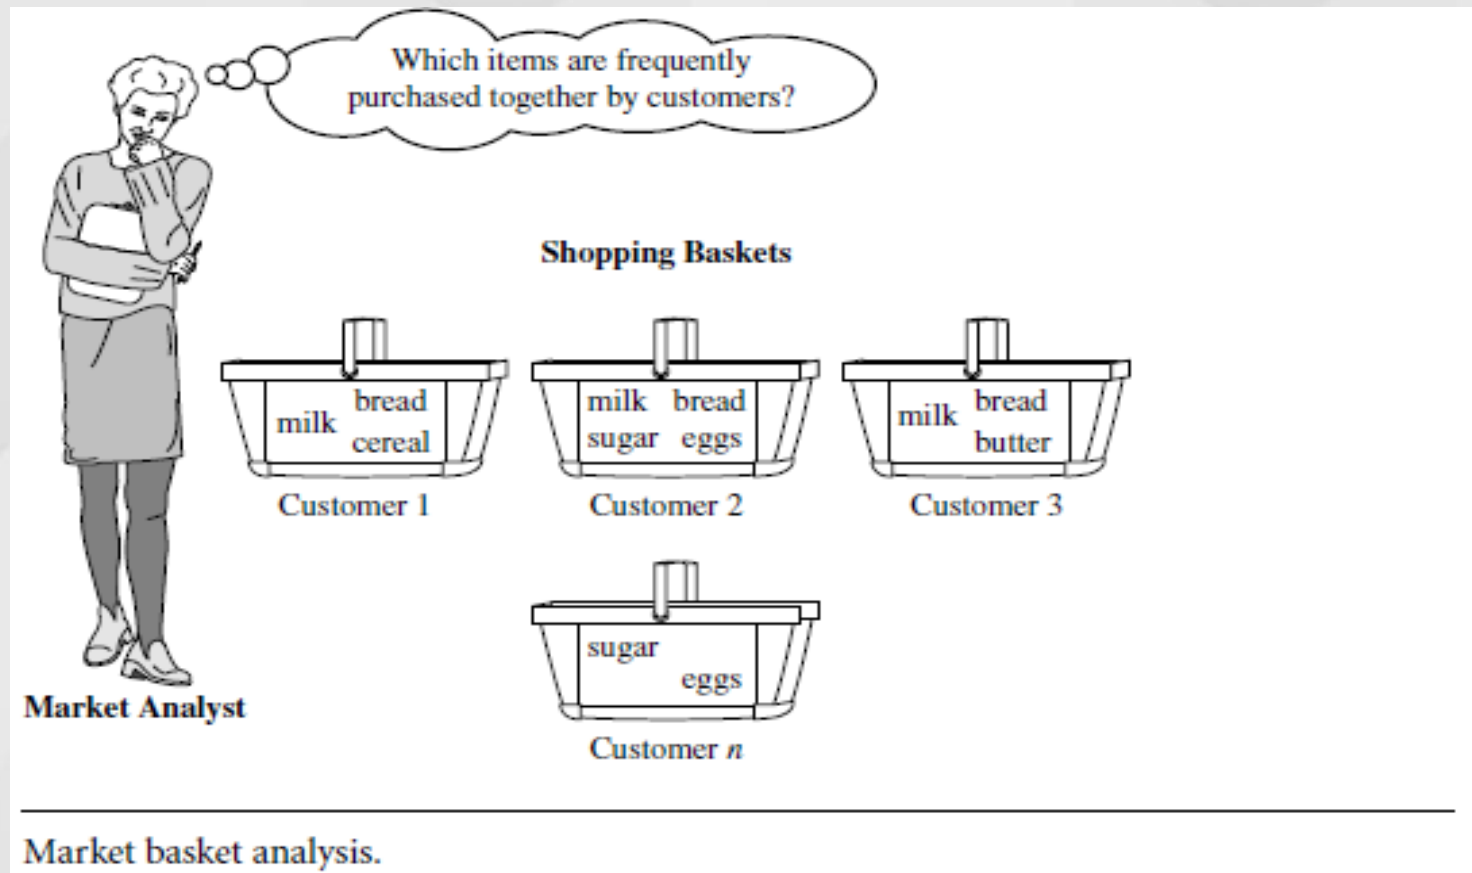 Which items are frequently
purchased together by customers?
Shopping Baskets
milk bread
cereal
Customer 1
milk bread
sugar eggs
Customer 2
milk bread
butter
Customer 3
sugar
eggs
Customer n
Market Analyst
Market basket analysis.